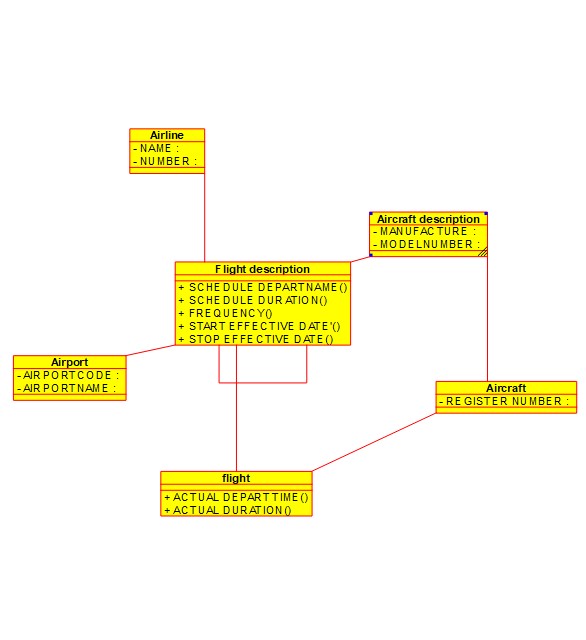 Airline
- NAME :
- NUMBER :
Aircraft description
- MANUFACTURE :
- MODELNUMBER :
Flight description
+ SCHEDULE DEPARTNAME()
+ SCHEDULE DURATION()
+ FREQUENCY()
+ START EFFECTIVE DATE'()
+ STOP EFFECTIVE DATE()
Airport
- AIRPORTCODE :
- AIRPORTNAME :
Aircraft
- REGISTER NUMBER :
flight
+ ACTUAL DEPARTTIME()
+ ACTUAL DURATION()